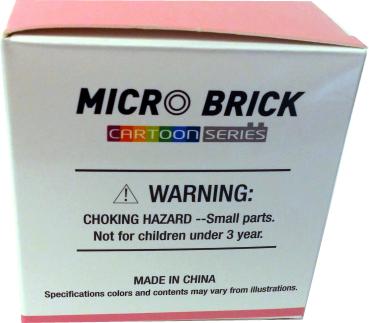 MICRO BRICK
CARTOON SERIES
⚠ WARNING:
CHOKING HAZARD --Small parts.
Not for children under 3 year.
MADE IN CHINA
Specifications colors and contents may vary from illustrations.